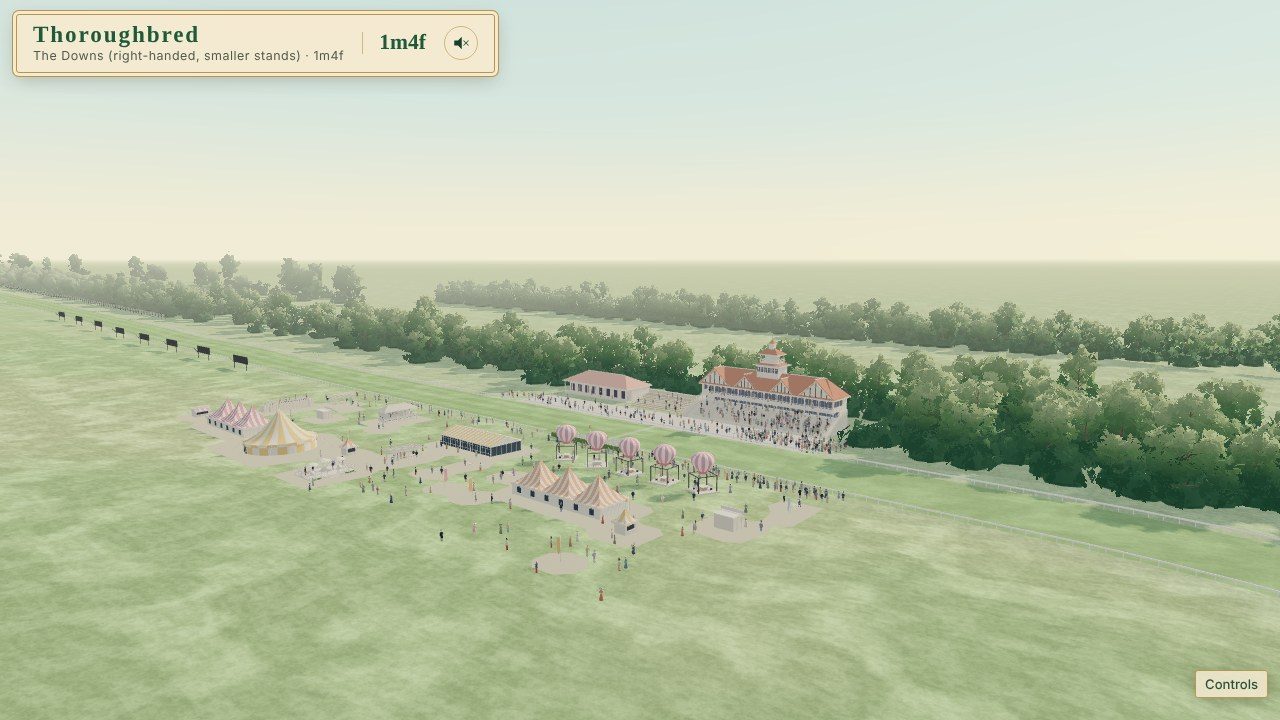 Thoroughbred
The Downs (right-handed, smaller stands) · 1m4f
1m4f
Controls